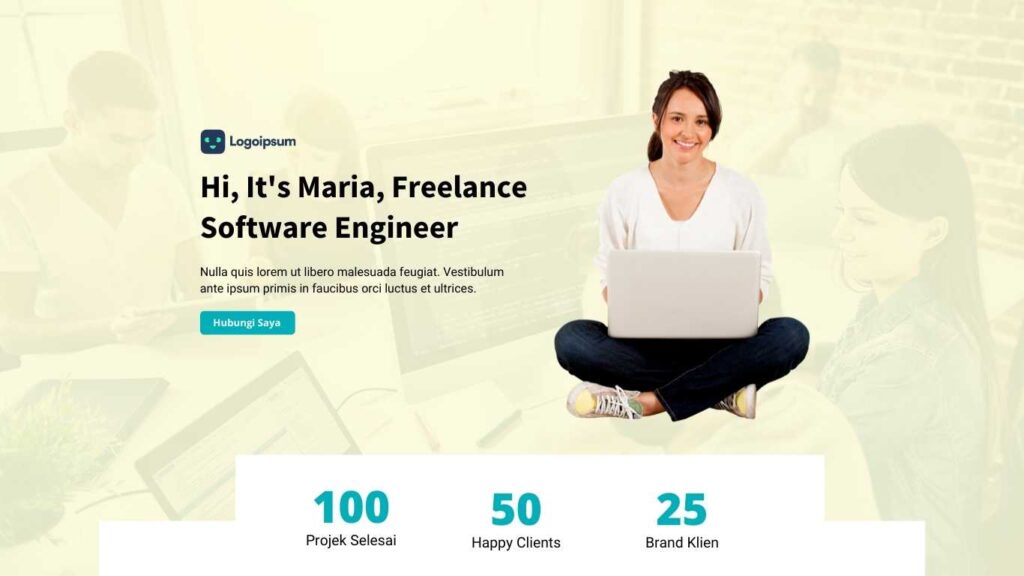 Logoipsum
Hi, It's Maria, Freelance
Software Engineer
Nulla quis lorem ut libero malesuada feugiat. Vestibulum
ante ipsum primis in faucibus orci luctus et ultrices.
Hubungi Saya
100
Projek Selesai
50
Happy Clients
25
Brand Klien